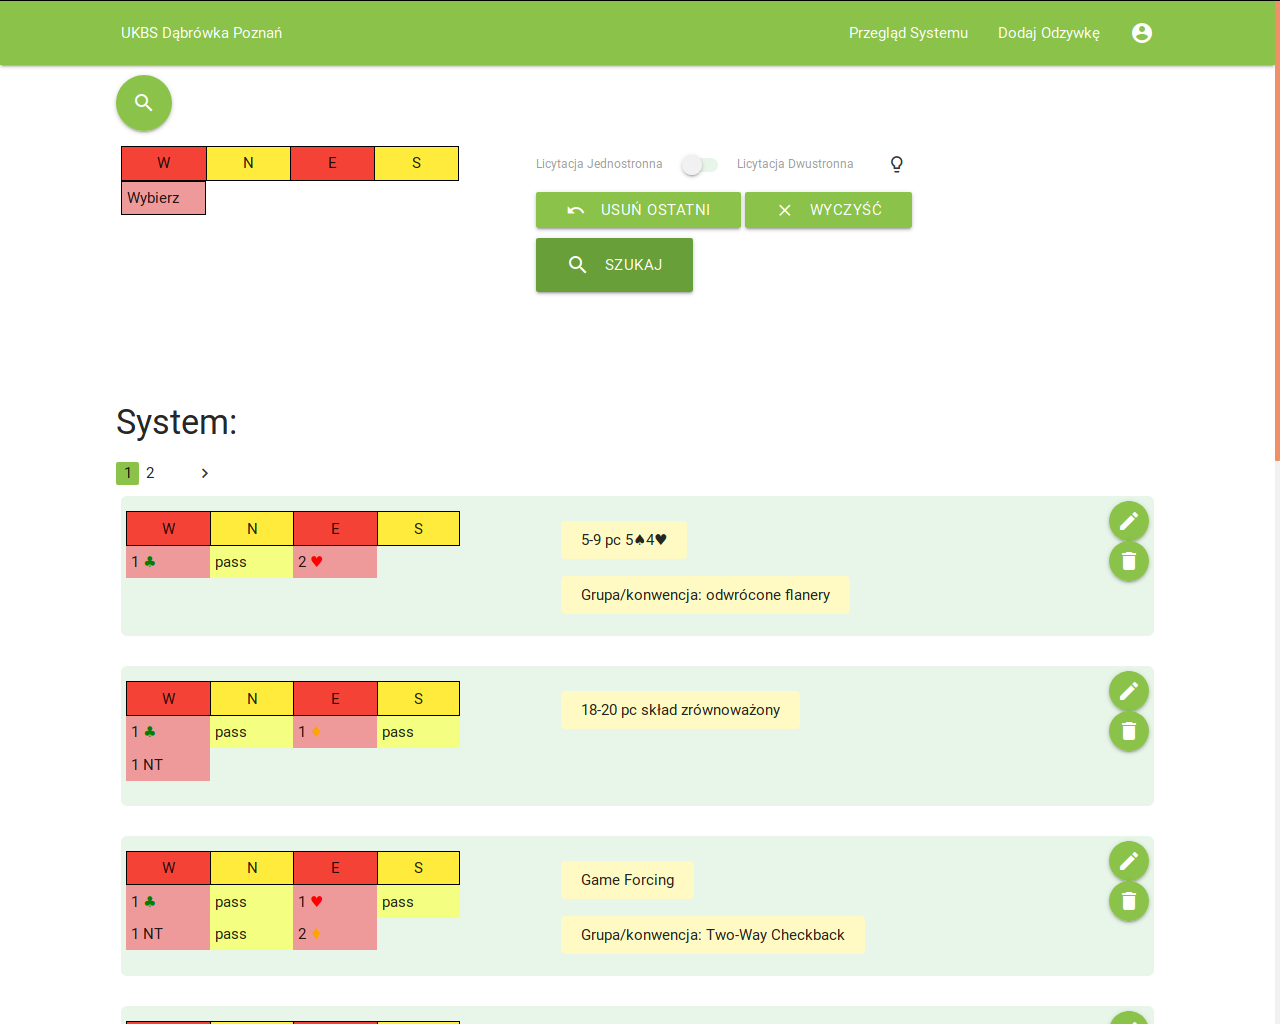 UKBS Dąbrówka Poznań Przegląd Systemu Dodaj Odzywkę
W N E S
Licytacja Jednostronna Licytacja Dwustronna
Wybierz
USUŃ OSTATNI WYCZYŚĆ
SZUKAJ
System:
1 2
W N E S
1 ♣ pass 2 ♥
5-9 pc 5♠4♥
Grupa/konwencja: odwrócone flanery
W N E S
1 ♣ pass 1 ♦ pass
1 NT
18-20 pc skład zrównoważony
W N E S
1 ♣ pass 1 ♥ pass
1 NT pass 2 ♦
Game Forcing
Grupa/konwencja: Two-Way Checkback